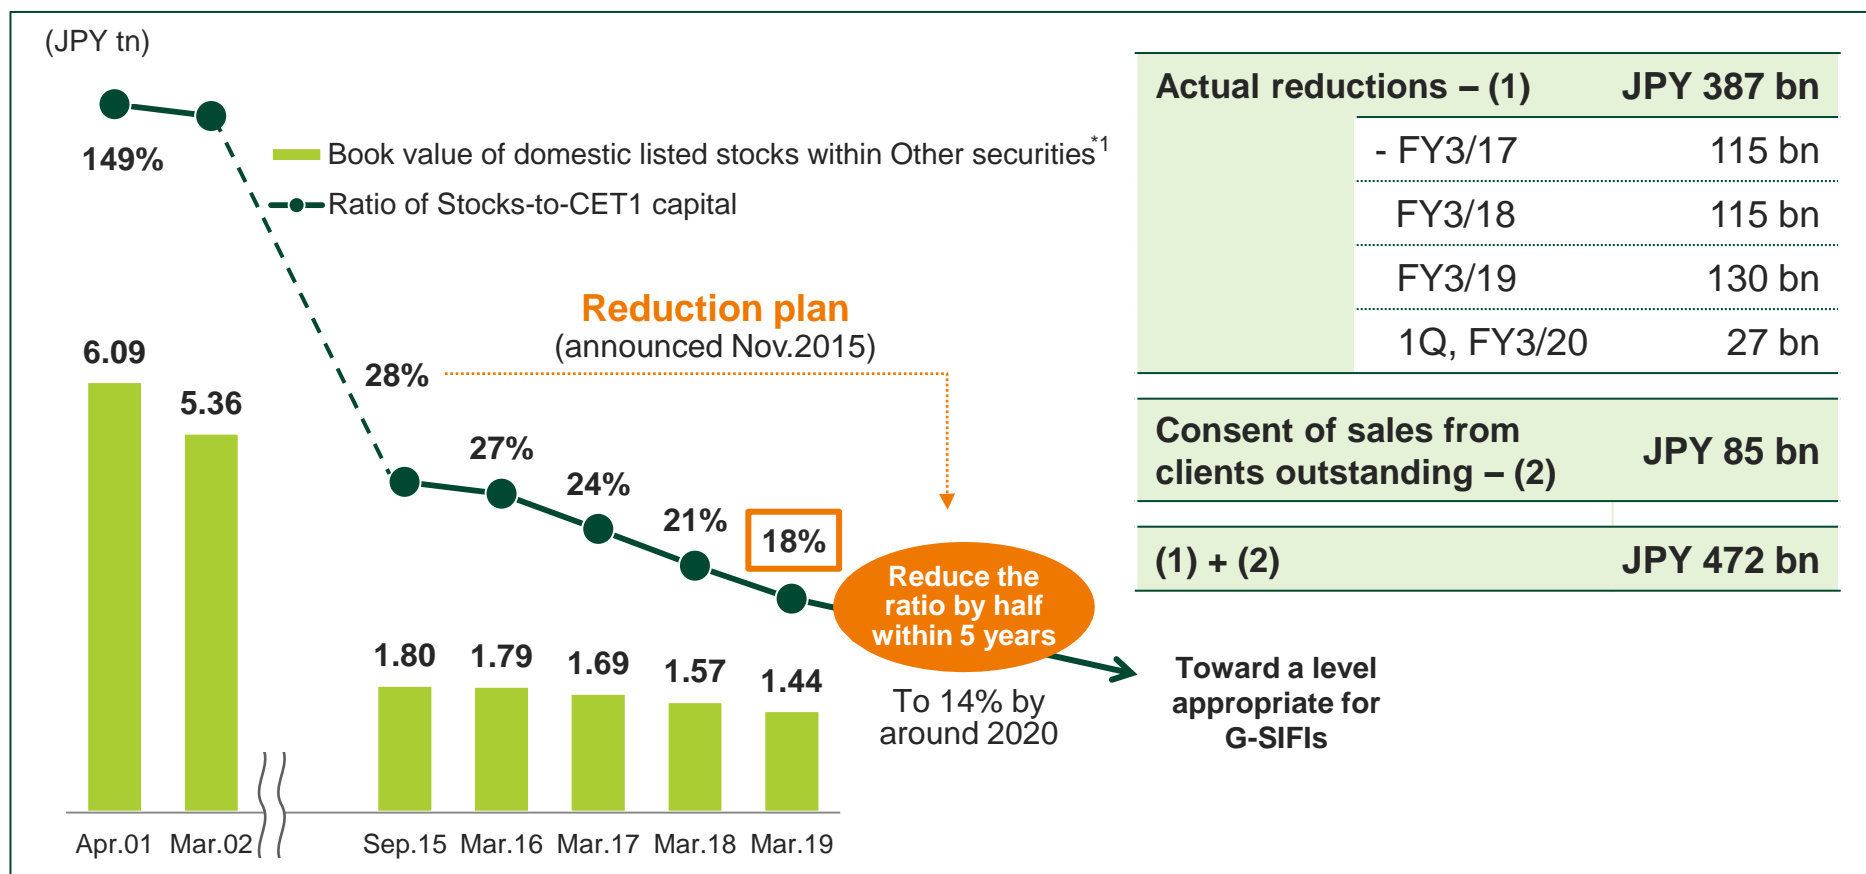 (JPY tn)
149%
Book value of domestic listed stocks within Other securities*1
Ratio of Stocks-to-CET1 capital
Reduction plan
(announced Nov.2015)
6.09
5.36
28%
27%
24%
21%
18%
1.80
1.79
1.69
1.57
1.44
Reduce the
ratio by half
within 5 years
To 14% by
around 2020
Toward a level
appropriate for
G-SIFIs
Apr.01 Mar.02 Sep.15 Mar.16 Mar.17 Mar.18 Mar.19
Actual reductions – (1) JPY 387 bn
- FY3/17 115 bn
FY3/18 115 bn
FY3/19 130 bn
1Q, FY3/20 27 bn
Consent of sales from
clients outstanding – (2) JPY 85 bn
(1) + (2) JPY 472 bn